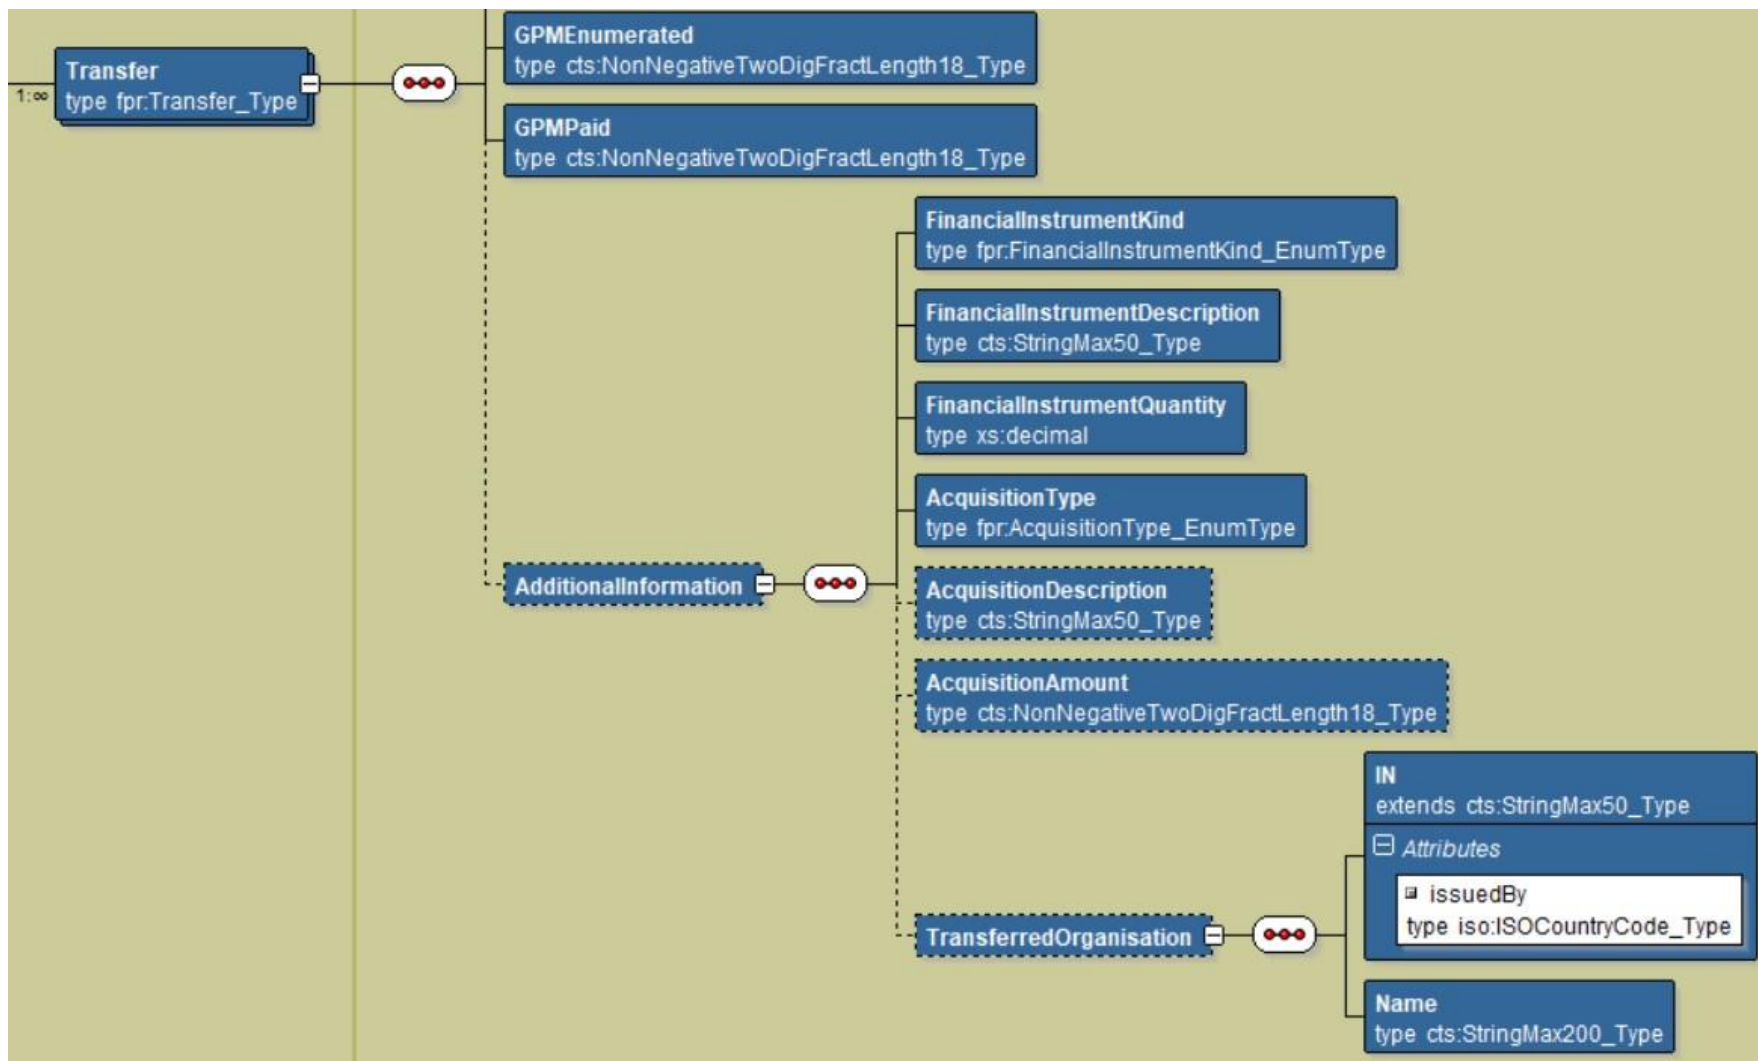 GPMEnumerated
type cts:NonNegativeTwoDigFractLength18_Type
Transfer
type fpr:Transfer_Type
1:∞
GPMPaid
type cts:NonNegativeTwoDigFractLength18_Type
FinancialInstrumentKind
type fpr:FinancialInstrumentKind_EnumType
FinancialInstrumentDescription
type cts:StringMax50_Type
FinancialInstrumentQuantity
type xs:decimal
AcquisitionType
type fpr:AcquisitionType_EnumType
AdditionalInformation
AcquisitionDescription
type cts:StringMax50_Type
AcquisitionAmount
type cts:NonNegativeTwoDigFractLength18_Type
IN
extends cts:StringMax50_Type
Attributes
issuedBy
type iso:ISOCountryCode_Type
TransferredOrganisation
Name
type cts:StringMax200_Type